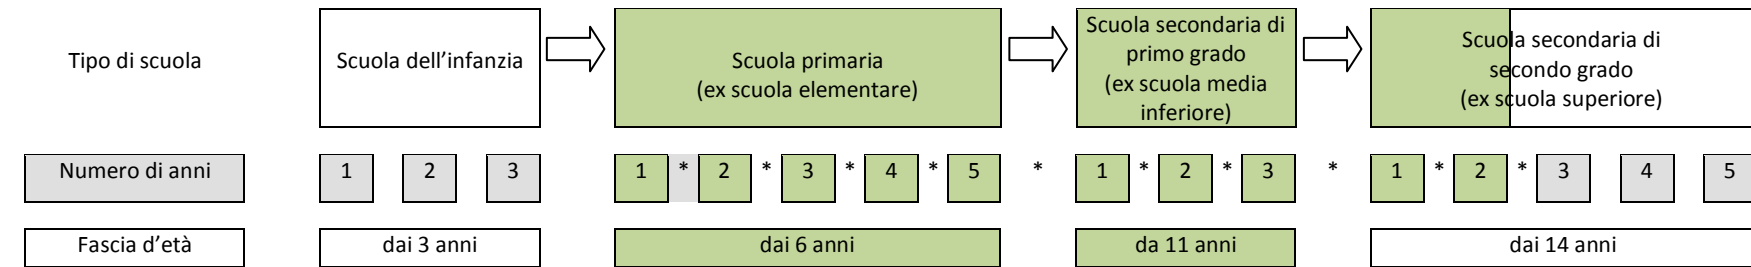 Tipo di scuola
Scuola dell'infanzia
Scuola primaria
(ex scuola elementare)
Scuola secondaria di
primo grado
(ex scuola media
inferiore)
Scuola secondaria di
secondo grado
(ex scuola superiore)
Numero di anni 1 2 3 1 * 2 * 3 * 4 * 5 * 1 * 2 * 3 * 1 * 2 * 3 4 5
Fascia d'età dai 3 anni dai 6 anni da 11 anni dai 14 anni